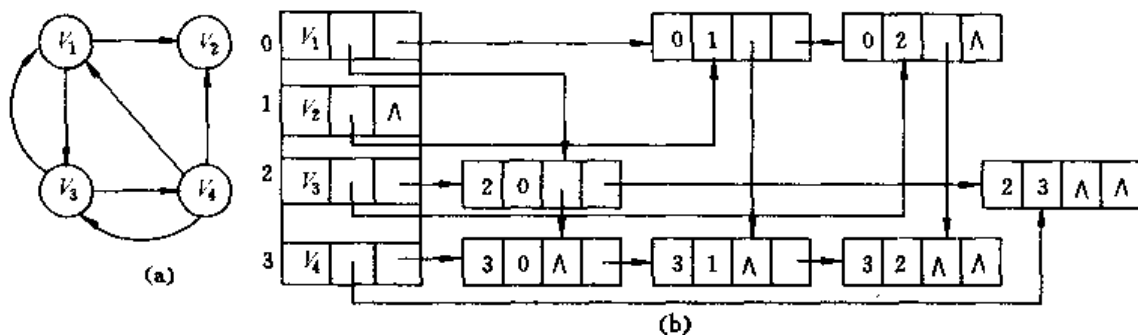 V₁ V₂
V₃ V₄
(a)
0 V₁ 0 1 0 2 ∧
1 V₂ ∧
2 V₃ 2 0 2 3 ∧ ∧
3 V₄ 3 0 ∧ 3 1 ∧ 3 2 ∧ ∧
(b)